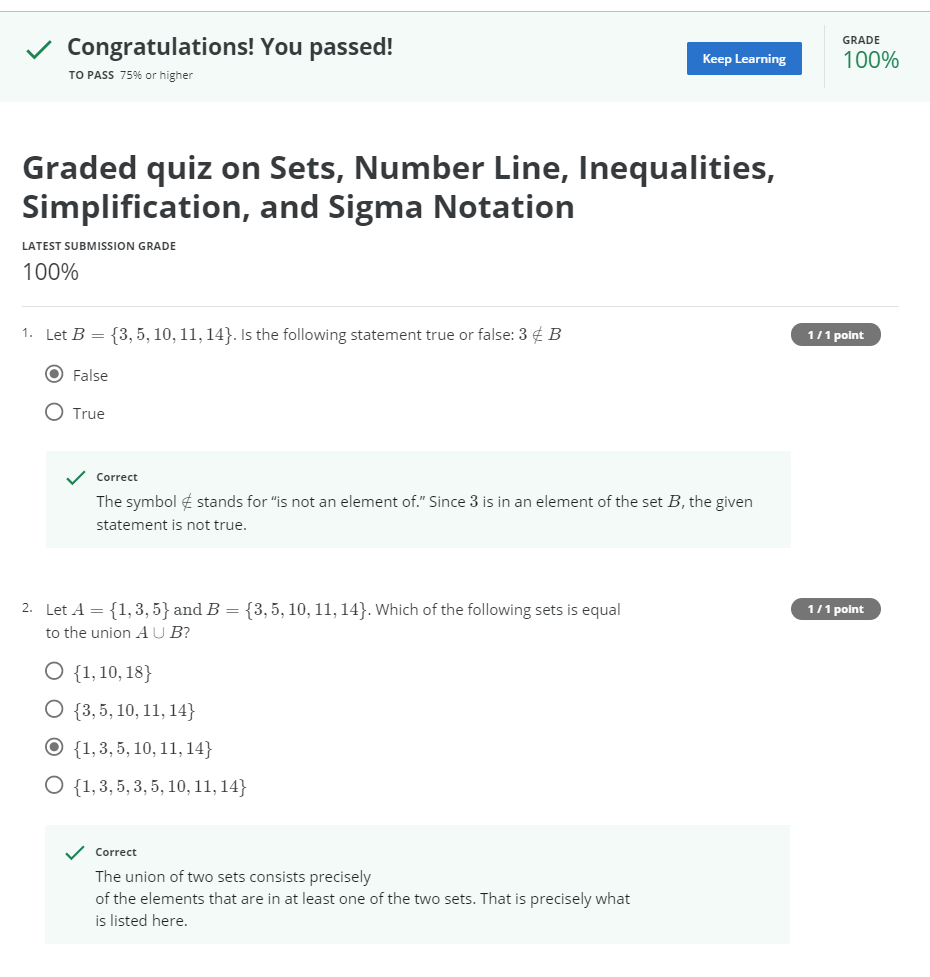 Congratulations! You passed!
TO PASS 75% or higher
Keep Learning
GRADE
100%
Graded quiz on Sets, Number Line, Inequalities,
Simplification, and Sigma Notation
LATEST SUBMISSION GRADE
100%
1. Let B = {3, 5, 10, 11, 14}. Is the following statement true or false: 3 ∉ B
1 / 1 point
False
True
Correct
The symbol ∉ stands for “is not an element of.” Since 3 is in an element of the set B, the given
statement is not true.
2. Let A = {1, 3, 5} and B = {3, 5, 10, 11, 14}. Which of the following sets is equal
to the union A ∪ B?
1 / 1 point
{1, 10, 18}
{3, 5, 10, 11, 14}
{1, 3, 5, 10, 11, 14}
{1, 3, 5, 3, 5, 10, 11, 14}
Correct
The union of two sets consists precisely
of the elements that are in at least one of the two sets. That is precisely what
is listed here.